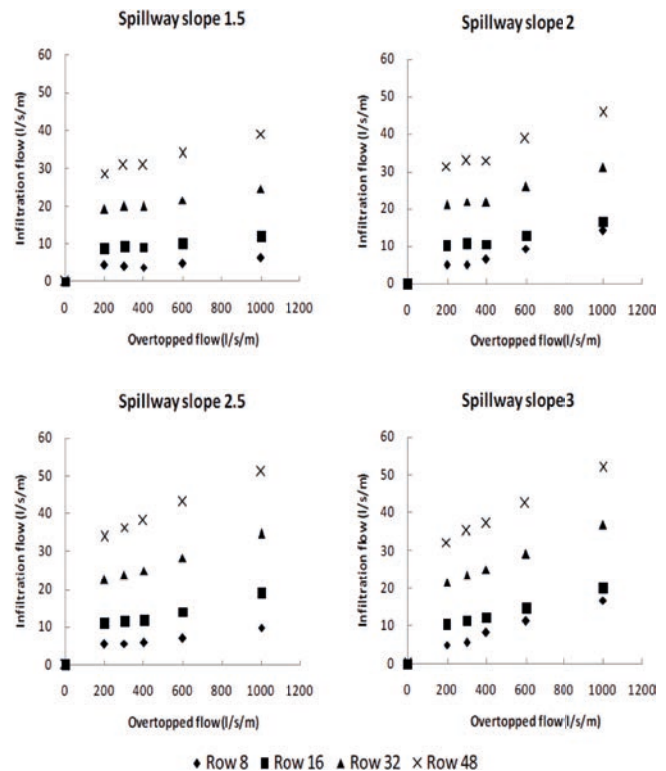 Spillway slope 1.5
Infiltration flow (l/s/m)
60
50
40
30
20
10
0
0 200 400 600 800 1000 1200
Overtopped flow(l/s/m)
Spillway slope 2
Infiltration flow (l/s/m)
60
50
40
30
20
10
0
0 200 400 600 800 1000 1200
Overtopped flow(l/s/m)
Spillway slope 2.5
Infiltration flow (l/s/m)
60
50
40
30
20
10
0
0 200 400 600 800 1000 1200
Overtopped flow(l/s/m)
Spillway slope3
Infiltration flow (l/s/m)
60
50
40
30
20
10
0
0 200 400 600 800 1000 1200
Overtopped flow (l/s/m)
Row 8 Row 16 Row 32 Row 48